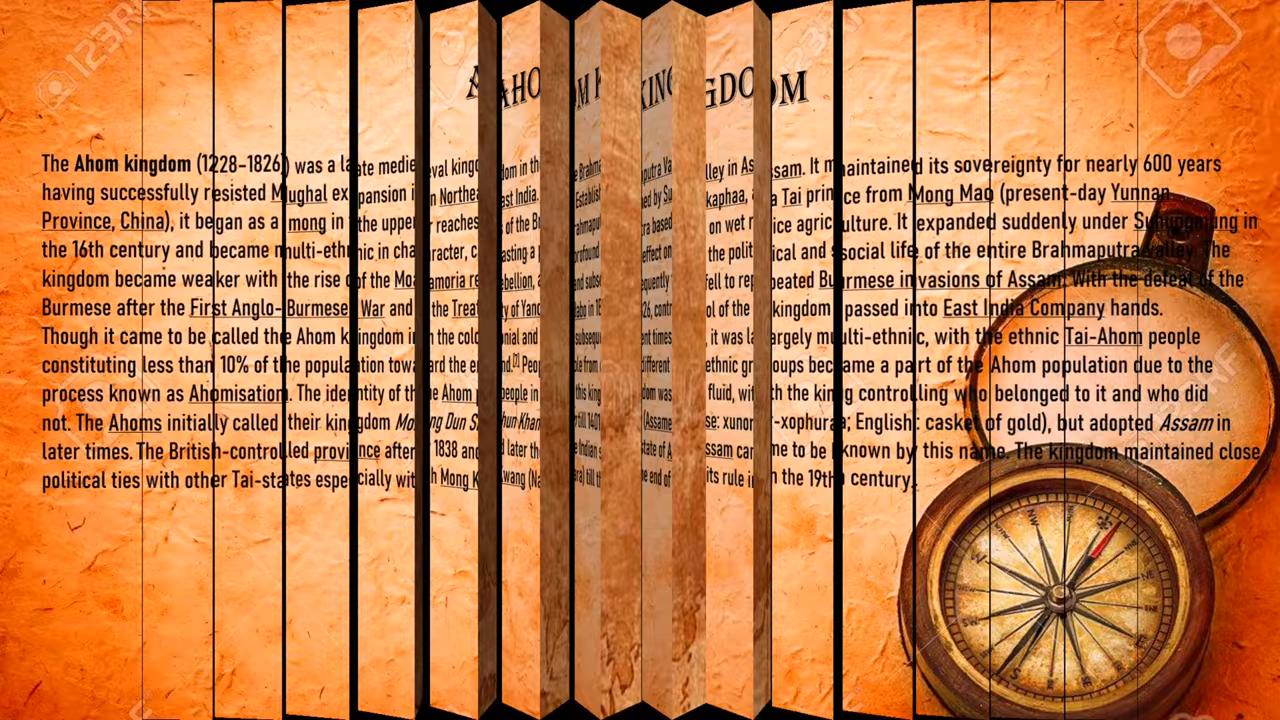 AHOM KINGDOM
The Ahom kingdom (1228–1826) was a late medieval kingdom in the Brahmaputra Valley in Assam. It maintained its sovereignty for nearly 600 years
having successfully resisted Mughal expansion in Northeast India. Established by Sukaphaa, a Tai prince from Mong Mao (present-day Yunnan
Province, China), it began as a mong in the upper reaches of the Brahmaputra based on wet rice agriculture. It expanded suddenly under Suhungmung in
the 16th century and became multi-ethnic in character, casting a profound effect on the political and social life of the entire Brahmaputra valley. The
kingdom became weaker with the rise of the Moamoria rebellion, and subsequently fell to repeated Burmese invasions of Assam. With the defeat of the
Burmese after the First Anglo-Burmese War and the Treaty of Yandabo in 1826, control of the kingdom passed into East India Company hands.
Though it came to be called the Ahom kingdom in the colonial and subsequent times, it was largely multi-ethnic, with the ethnic Tai-Ahom people
constituting less than 10% of the population toward the end.[7] People from different ethnic groups became a part of the Ahom population due to the
process known as Ahomisation. The identity of the Ahom people in this kingdom was fluid, with the king controlling who belonged to it and who did
not. The Ahoms initially called their kingdom Mong Dun Shun Kham till 1401 (Assamese: xunor-xophura; English: casket of gold), but adopted Assam in
later times. The British-controlled province after 1838 and later the Indian state of Assam came to be known by this name. The kingdom maintained close
political ties with other Tai-states especially with Mong Kwang (Nara) till the end of its rule in the 19th century.